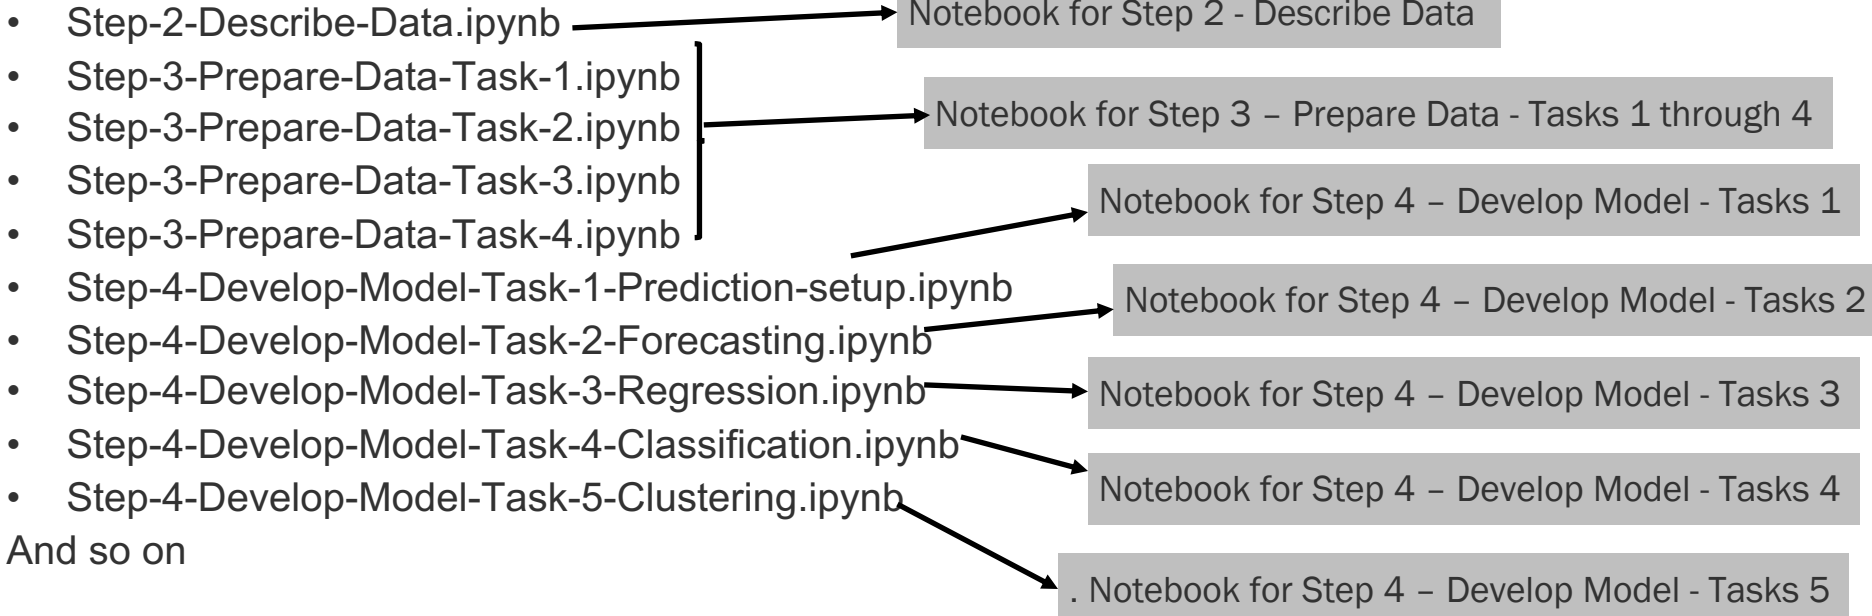 • Step-2-Describe-Data.ipynb
Notebook for Step 2 - Describe Data
• Step-3-Prepare-Data-Task-1.ipynb
• Step-3-Prepare-Data-Task-2.ipynb
• Step-3-Prepare-Data-Task-3.ipynb
• Step-3-Prepare-Data-Task-4.ipynb
Notebook for Step 3 – Prepare Data - Tasks 1 through 4
• Step-4-Develop-Model-Task-1-Prediction-setup.ipynb
Notebook for Step 4 – Develop Model - Tasks 1
• Step-4-Develop-Model-Task-2-Forecasting.ipynb
Notebook for Step 4 – Develop Model - Tasks 2
• Step-4-Develop-Model-Task-3-Regression.ipynb
Notebook for Step 4 – Develop Model - Tasks 3
• Step-4-Develop-Model-Task-4-Classification.ipynb
Notebook for Step 4 – Develop Model - Tasks 4
• Step-4-Develop-Model-Task-5-Clustering.ipynb
. Notebook for Step 4 – Develop Model - Tasks 5
And so on